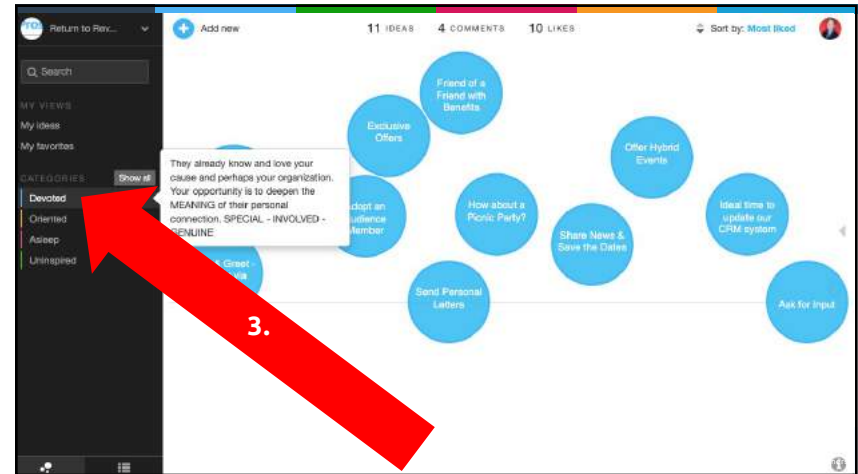 Return to Rev...
Add new
11 IDEAS
4 COMMENTS
10 LIKES
Sort by: Most liked
Search
MY VIEWS
My ideas
My favorites
CATEGORIES
Show all
Devoted
Oriented
Asleep
Uninspired
They already know and love your
cause and perhaps your organization.
Your opportunity is to deepen the
MEANING of their personal
connection. SPECIAL - INVOLVED -
GENUINE
Friend of a
Friend with
Benefits
Exclusive
Offers
Offer Hybrid
Events
Adopt an
Audience
Member
How about a
Picnic Party?
Share News &
Save the Dates
Ideal time to
update our
CRM system
& Greet -
via
Send Personal
Letters
Ask for Input
3.